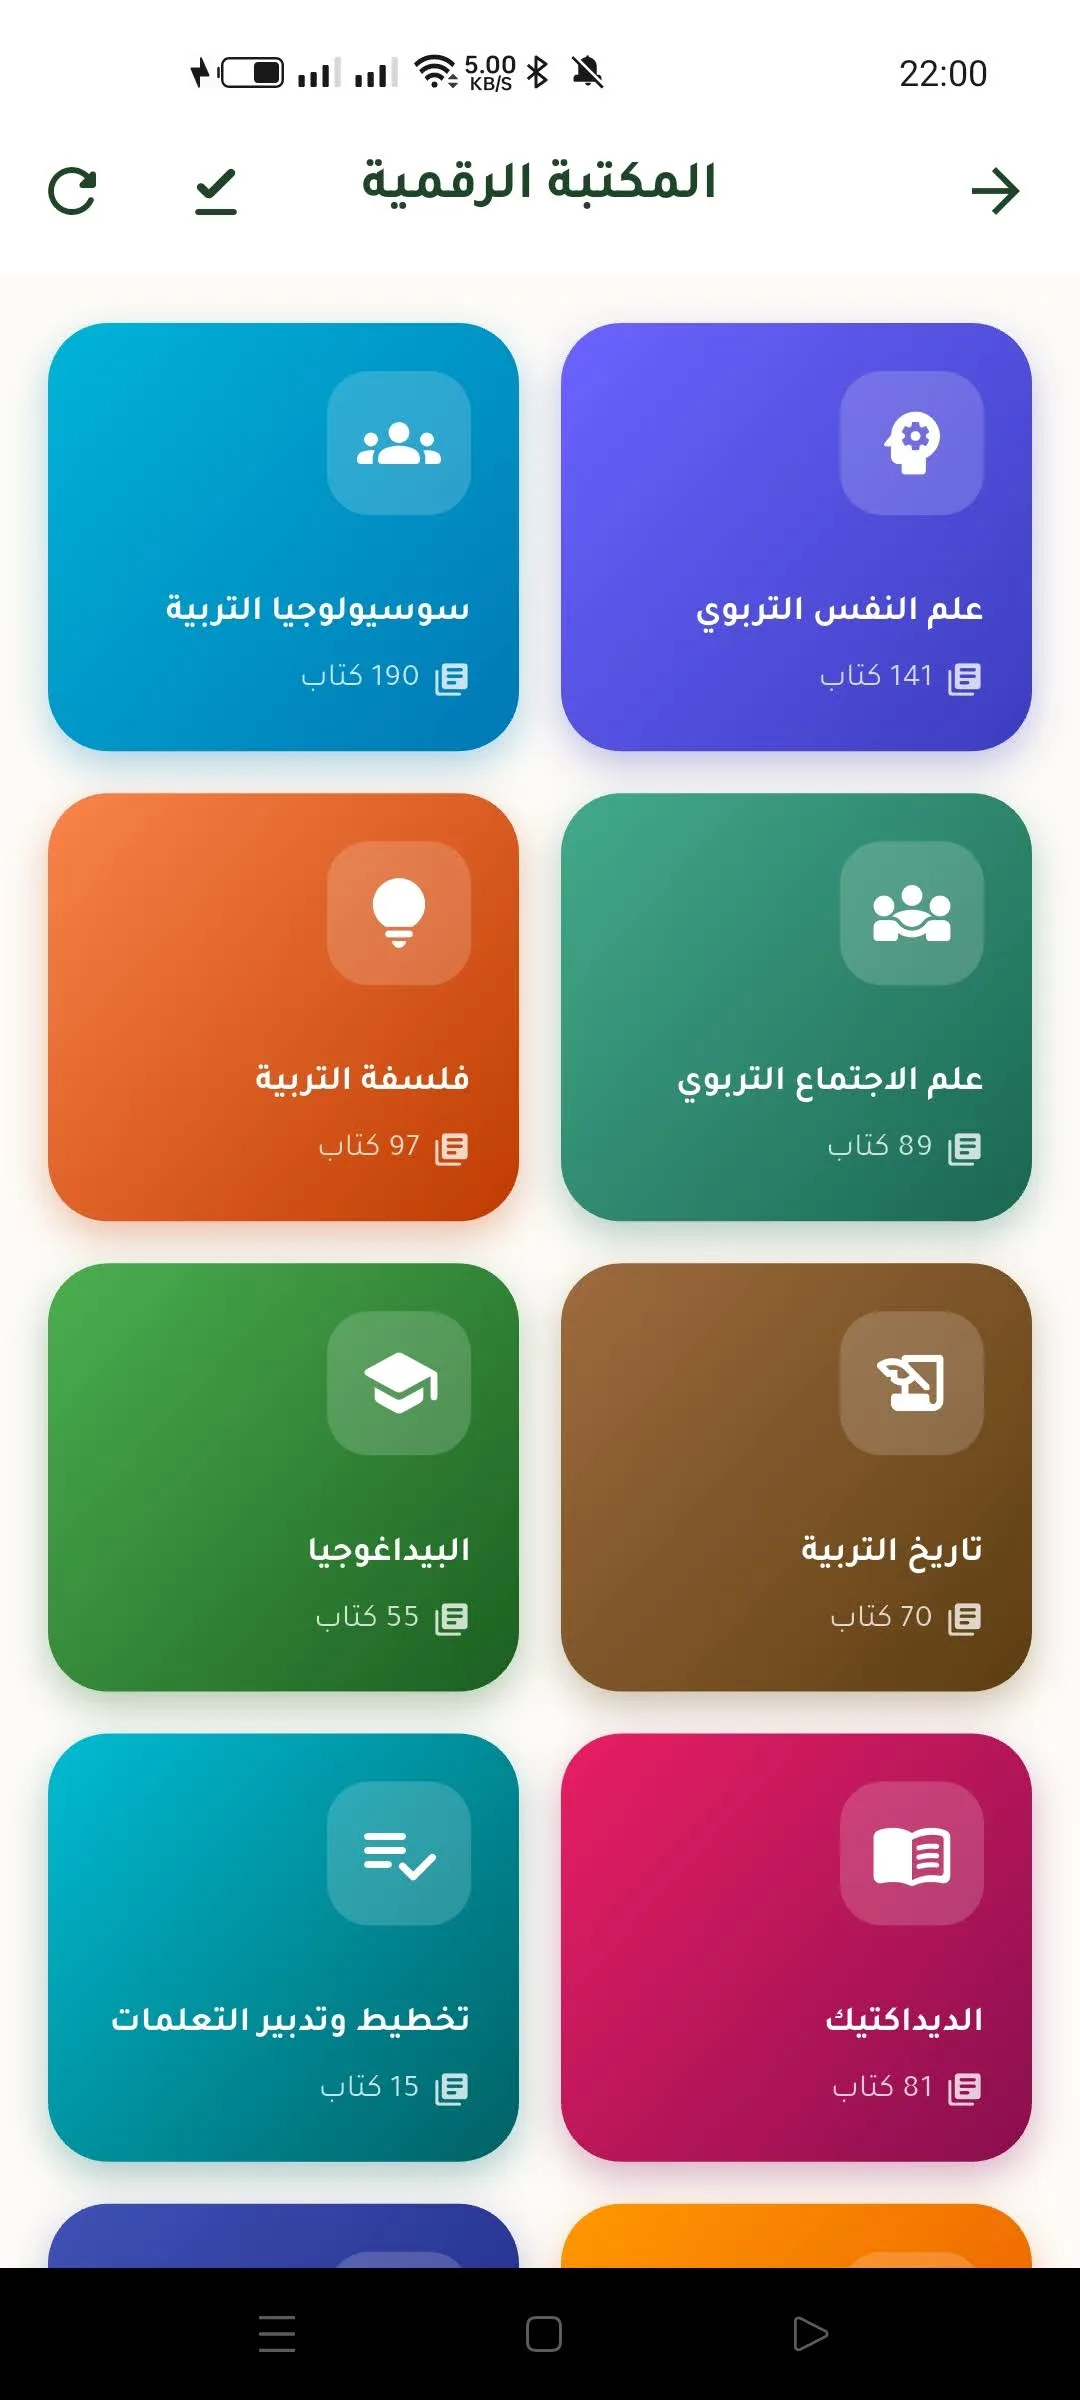 22:00
5.00
KB/S
المكتبة الرقمية
علم النفس التربوي
141 كتاب
سوسيولوجيا التربية
190 كتاب
علم الاجتماع التربوي
89 كتاب
فلسفة التربية
97 كتاب
تاريخ التربية
70 كتاب
البيداغوجيا
55 كتاب
الديداكتيك
81 كتاب
تخطيط وتدبير التعلمات
15 كتاب